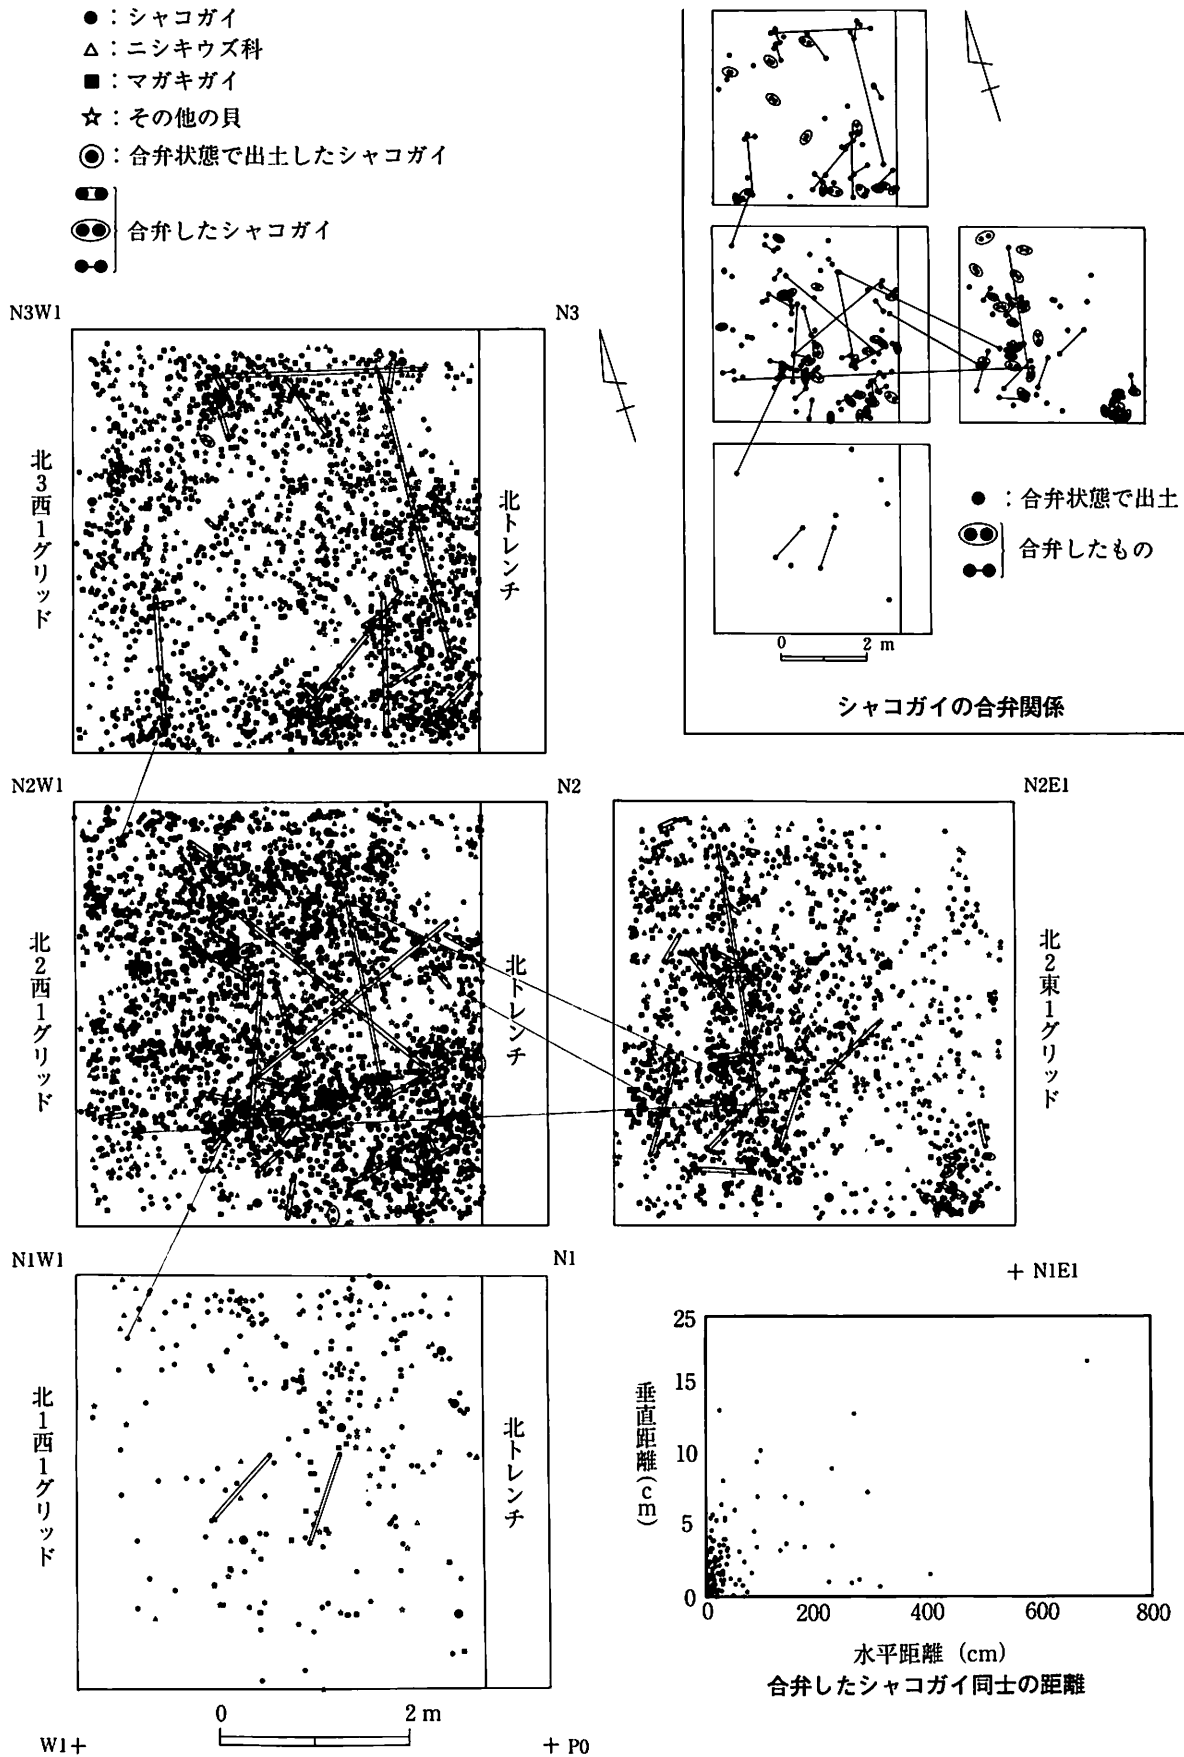 ●：シャコガイ
△：ニシキウズ科
■：マガキガイ
☆：その他の貝
◉：合弁状態で出土したシャコガイ
合弁したシャコガイ
●：合弁状態で出土
合弁したもの
0 2 m
シャコガイの合弁関係
N3W1
N3
北3西1グリッド
北トレンチ
N2W1
N2
N2E1
北2西1グリッド
北トレンチ
北2東1グリッド
N1W1
N1
+ N1E1
北1西1グリッド
北トレンチ
0 2 m
W1+
+ P0
25
15
10
5
0
垂直距離(cm)
0 200 400 600 800
水平距離（cm）
合弁したシャコガイ同士の距離